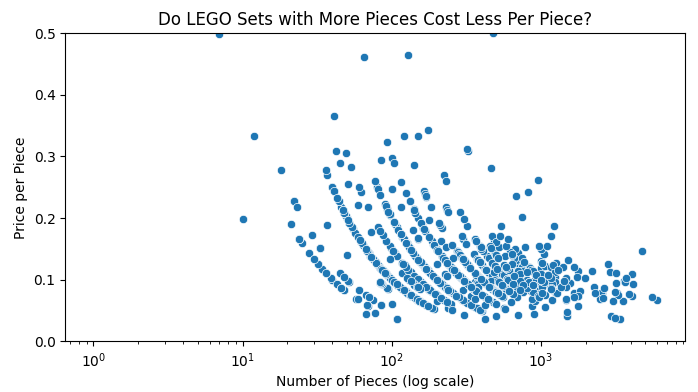 Do LEGO Sets with More Pieces Cost Less Per Piece?
Price per Piece
0.5
0.4
0.3
0.2
0.1
0.0
10⁰ 10¹ 10² 10³
Number of Pieces (log scale)